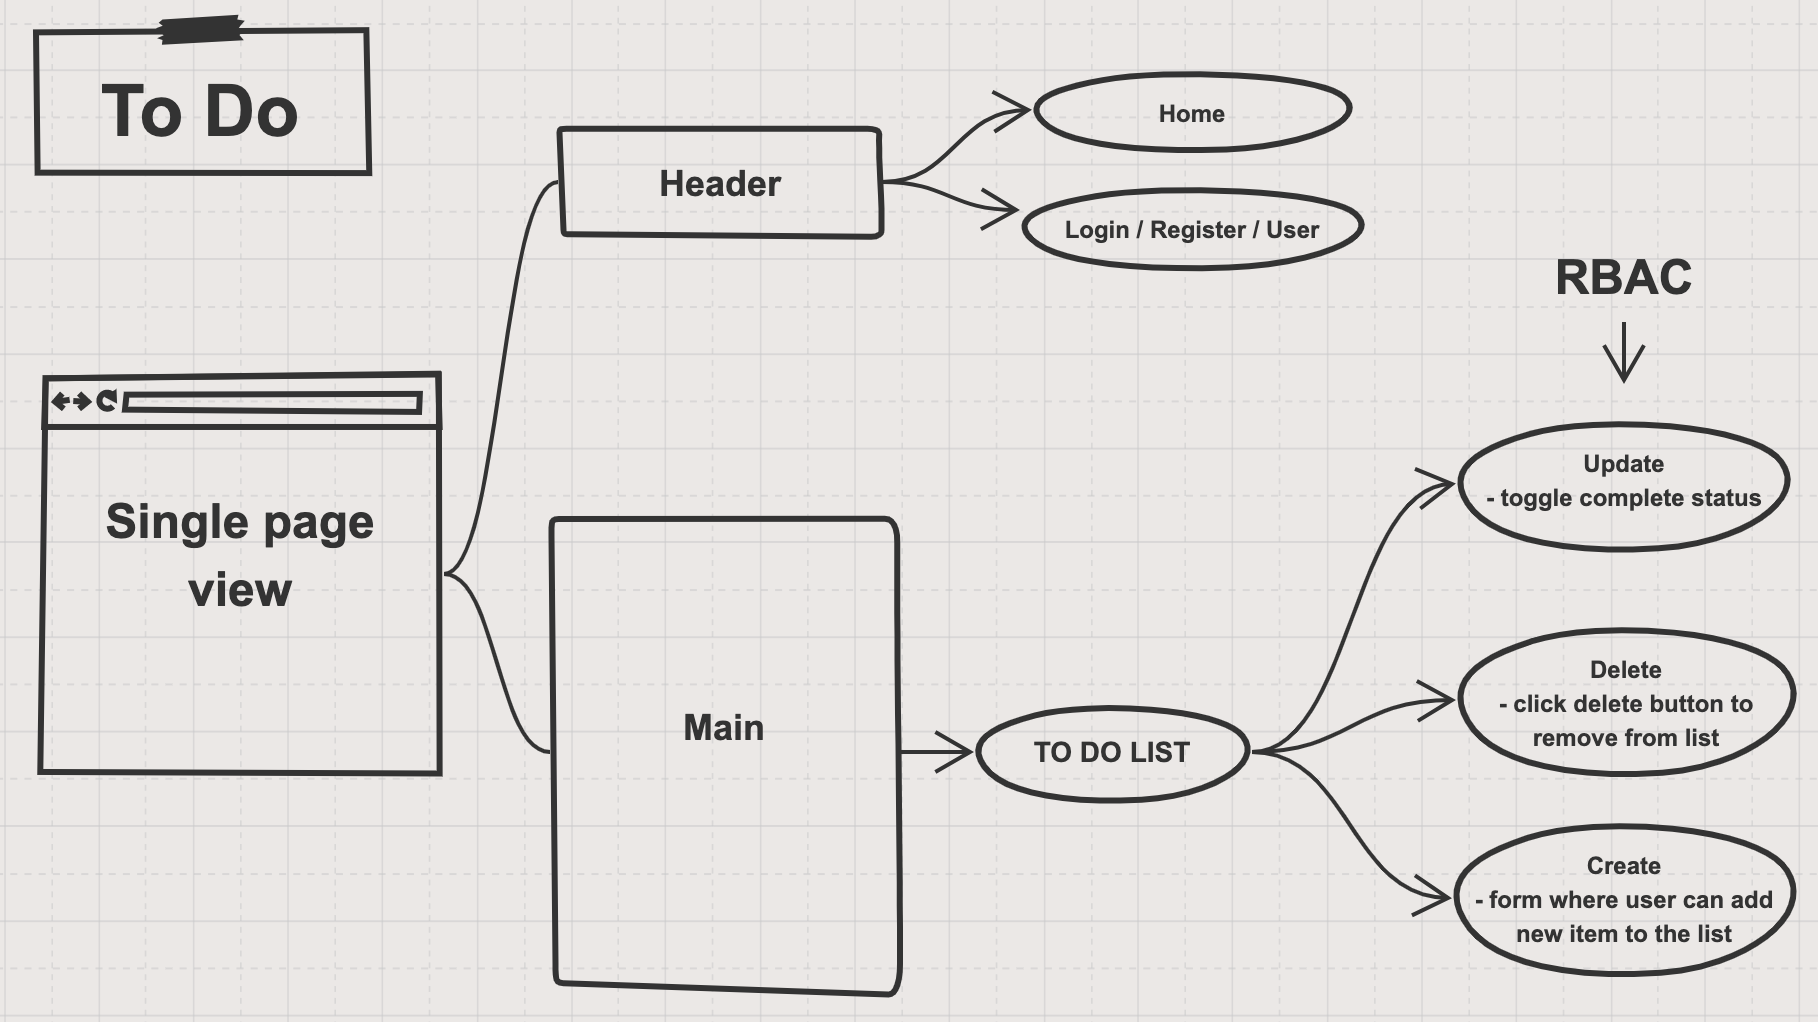 To Do
Header
Home
Login / Register / User
RBAC
Single page
view
Main
TO DO LIST
Update
- toggle complete status
Delete
- click delete button to
remove from list
Create
- form where user can add
new item to the list